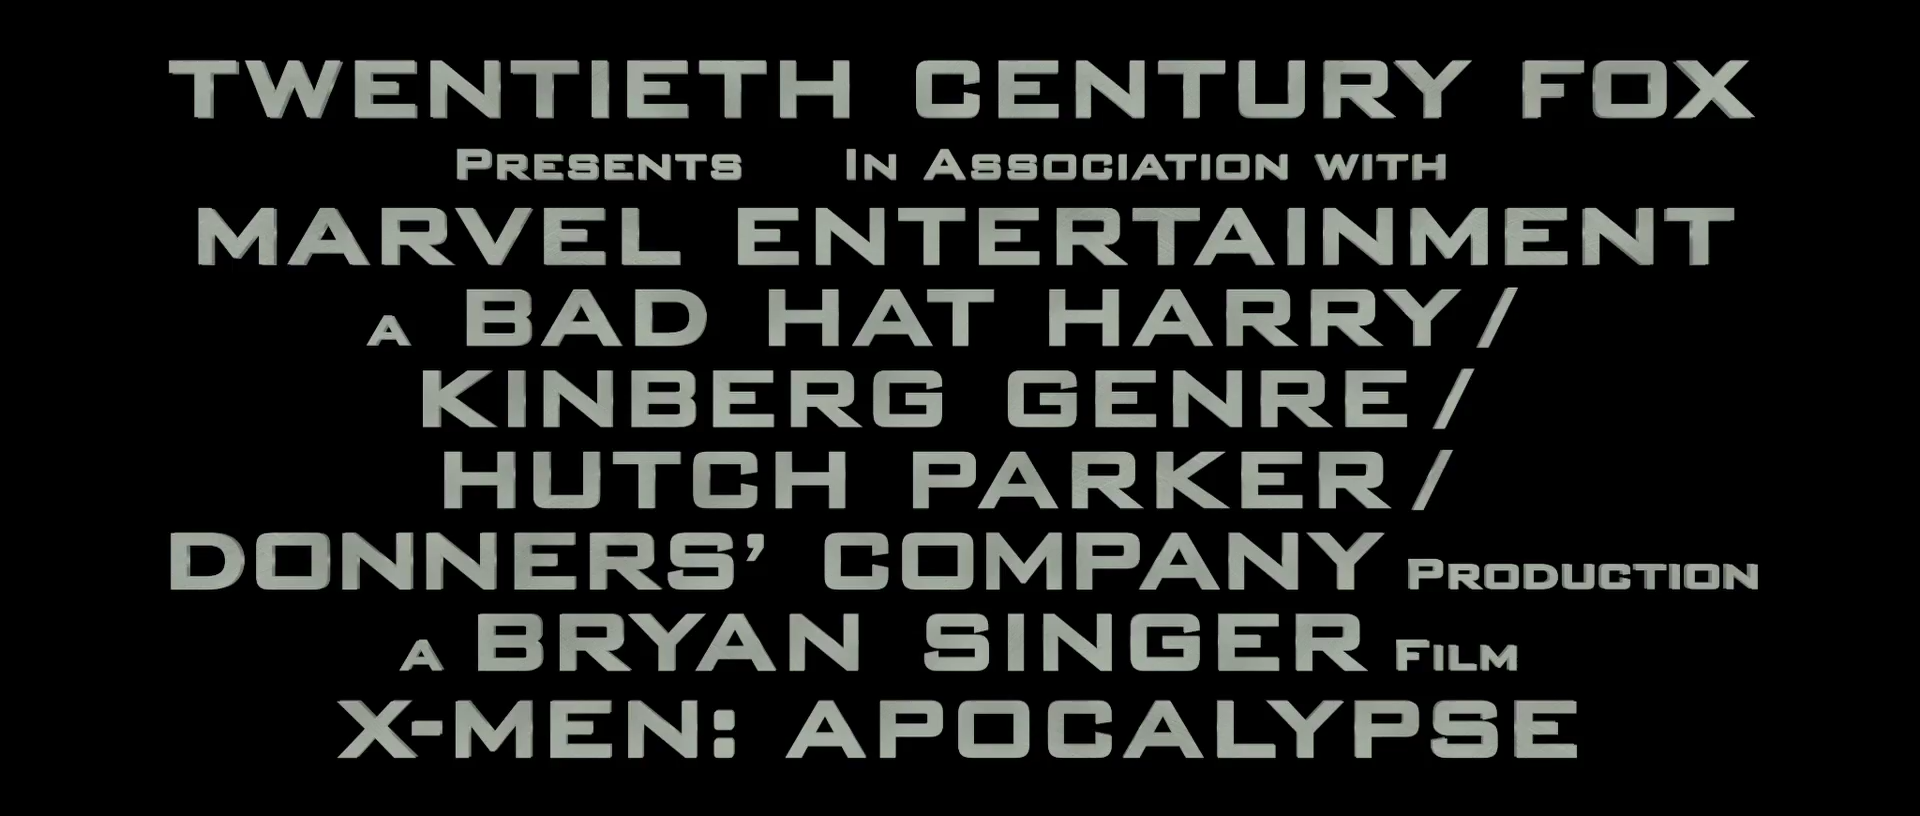 TWENTIETH CENTURY FOX
PRESENTS IN ASSOCIATION WITH
MARVEL ENTERTAINMENT
A BAD HAT HARRY/
KINBERG GENRE/
HUTCH PARKER/
DONNERS’ COMPANY PRODUCTION
A BRYAN SINGER FILM
X-MEN: APOCALYPSE